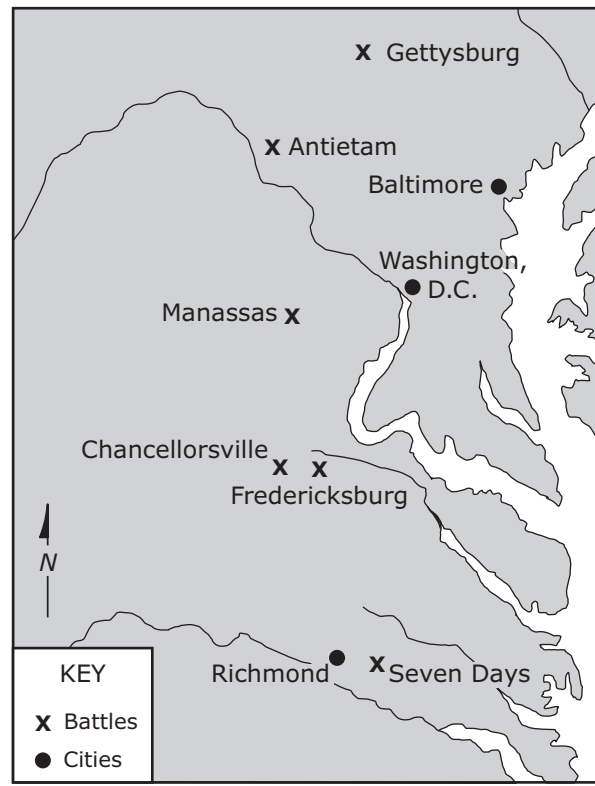 X Gettysburg
X Antietam
Baltimore
Washington,
D.C.
Manassas X
Chancellorsville
X X
Fredericksburg
N
Richmond
X Seven Days
KEY
X Battles
Cities